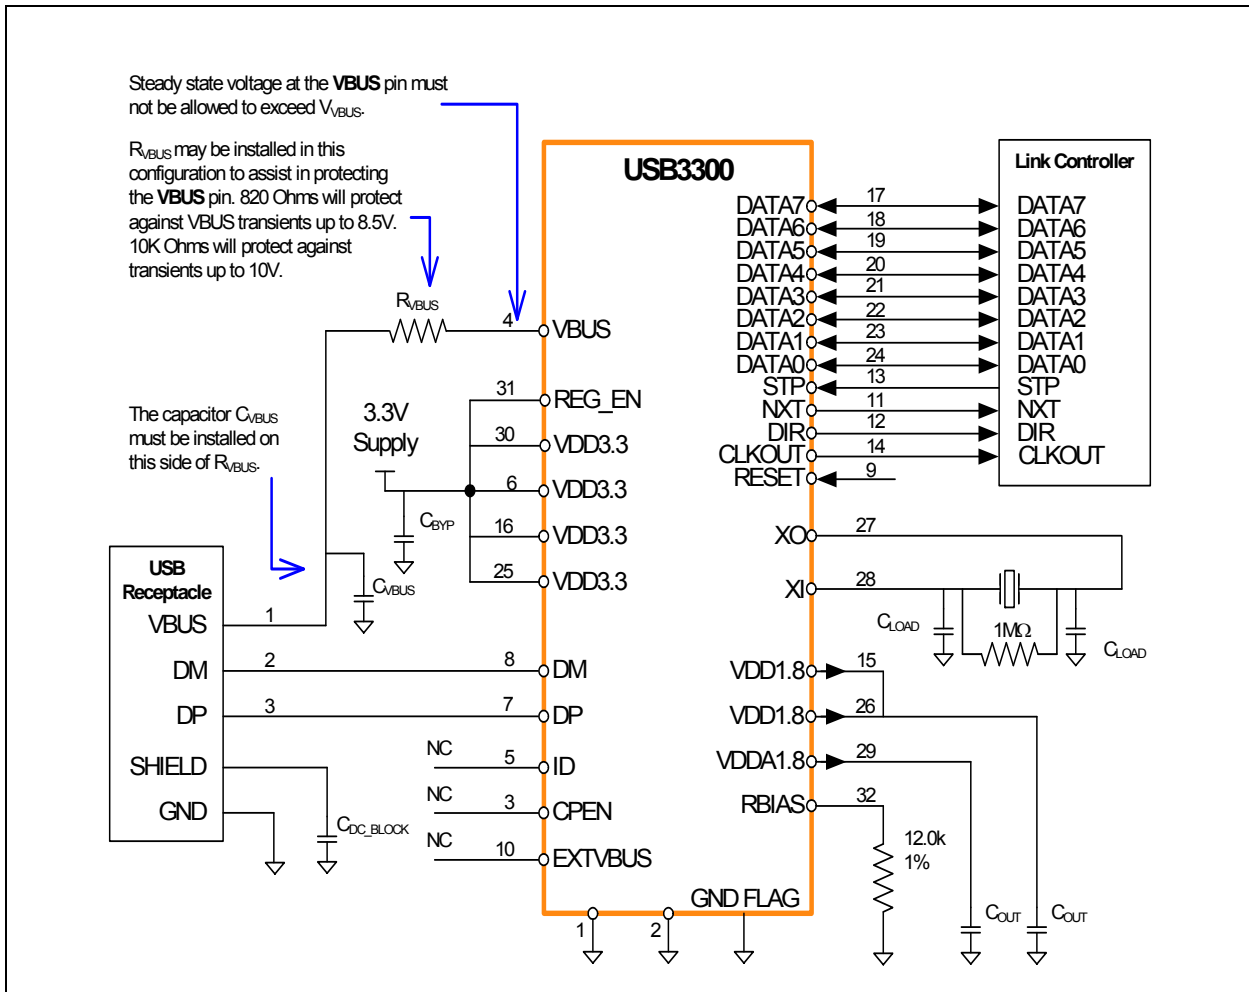 Steady state voltage at the VBUS pin must
not be allowed to exceed VVBUS.
RVBUS may be installed in this
configuration to assist in protecting
the VBUS pin. 820 Ohms will protect
against VBUS transients up to 8.5V.
10K Ohms will protect against
transients up to 10V.
RVBUS
The capacitor CVBUS
must be installed on
this side of RVBUS.
3.3V
Supply
CBYP
CVBUS
USB
Receptacle
VBUS 1
DM 2
DP 3
SHIELD
GND
CDC_BLOCK
USB3300
4 VBUS
31 REG_EN
30 VDD3.3
6 VDD3.3
16 VDD3.3
25 VDD3.3
8 DM
7 DP
NC 5 ID
NC 3 CPEN
NC 10 EXTVBUS
1
2
GND FLAG
Link Controller
DATA7 17 DATA7
DATA6 18 DATA6
DATA5 19 DATA5
DATA4 20 DATA4
DATA3 21 DATA3
DATA2 22 DATA2
DATA1 23 DATA1
DATA0 24 DATA0
STP 13 STP
NXT 11 NXT
DIR 12 DIR
CLKOUT 14 CLKOUT
RESET 9
XO 27
XI 28
CLOAD
1MΩ
CLOAD
VDD1.8 15
VDD1.8 26
VDDA1.8 29
RBIAS 32
12.0k
1%
COUT
COUT